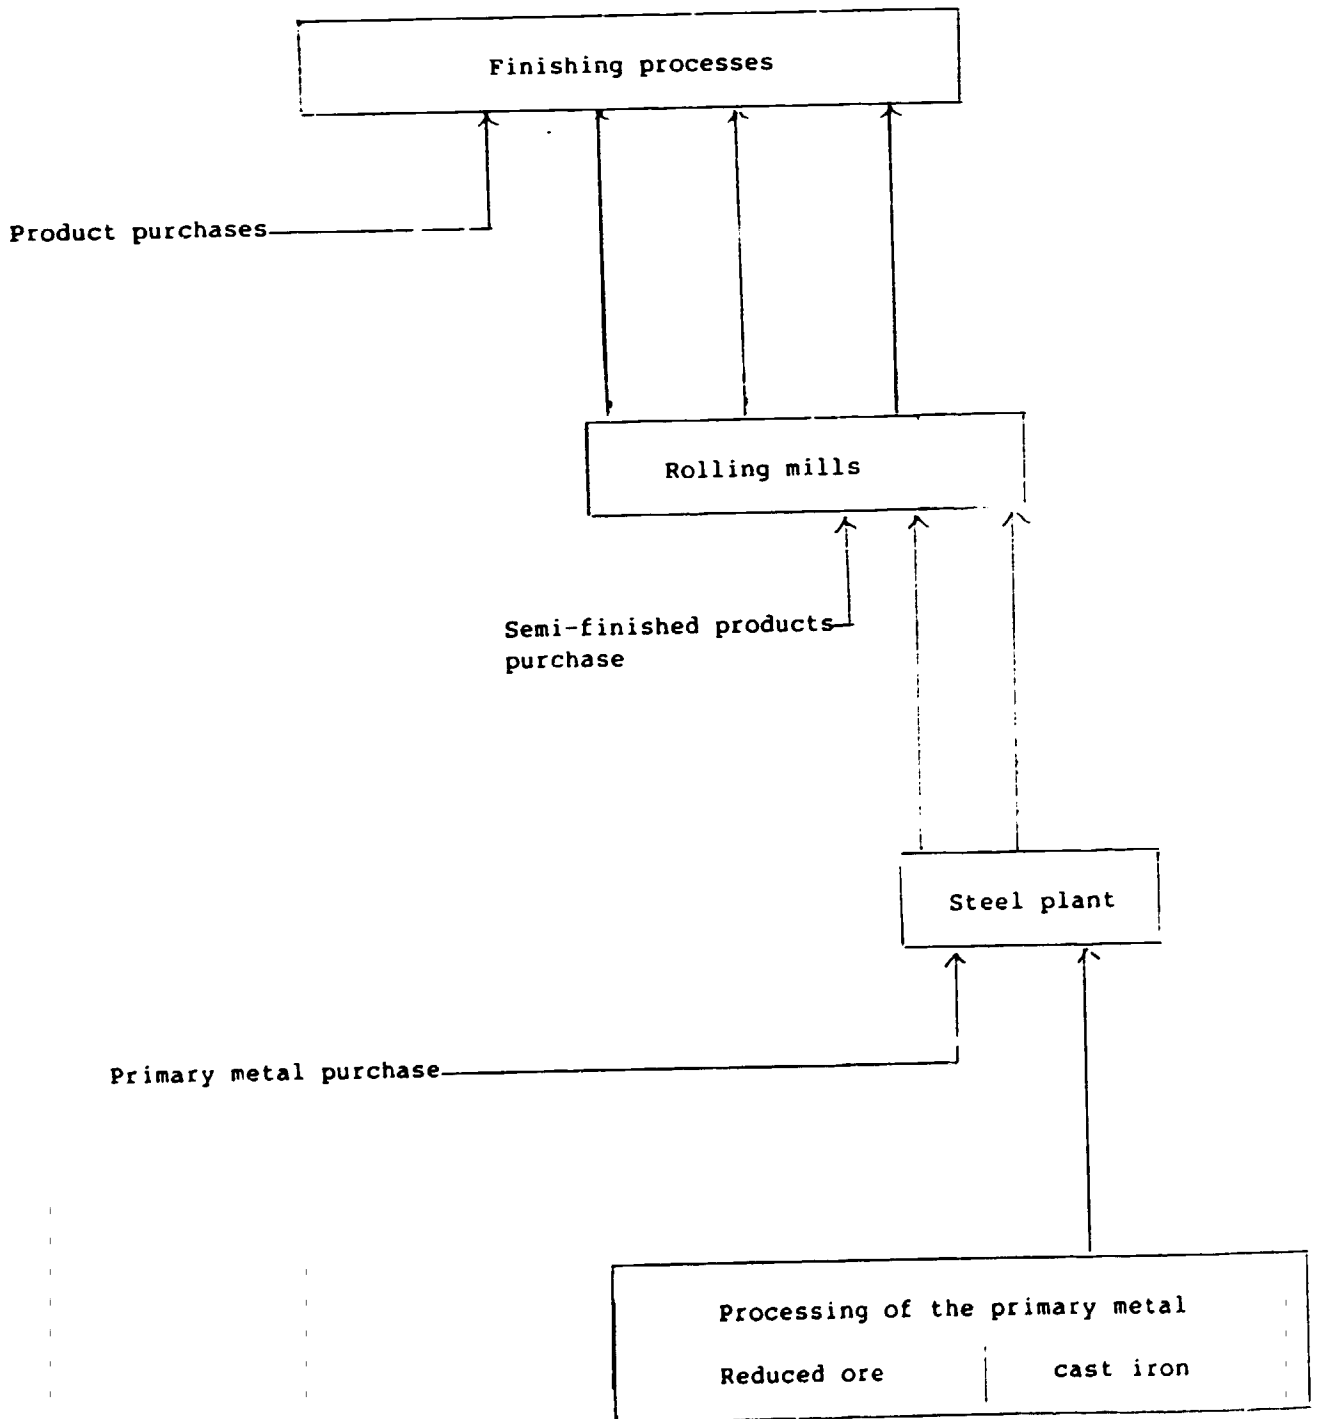 Finishing processes
Product purchases
Rolling mills
Semi-finished products
purchase
Steel plant
Primary metal purchase
Processing of the primary metal
Reduced ore
cast iron